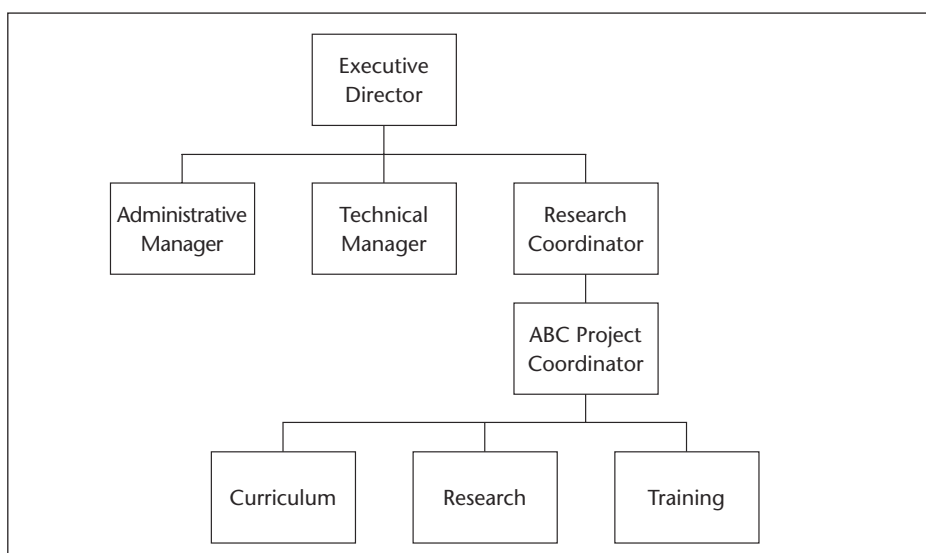 Executive
Director
Administrative
Manager
Technical
Manager
Research
Coordinator
ABC Project
Coordinator
Curriculum
Research
Training